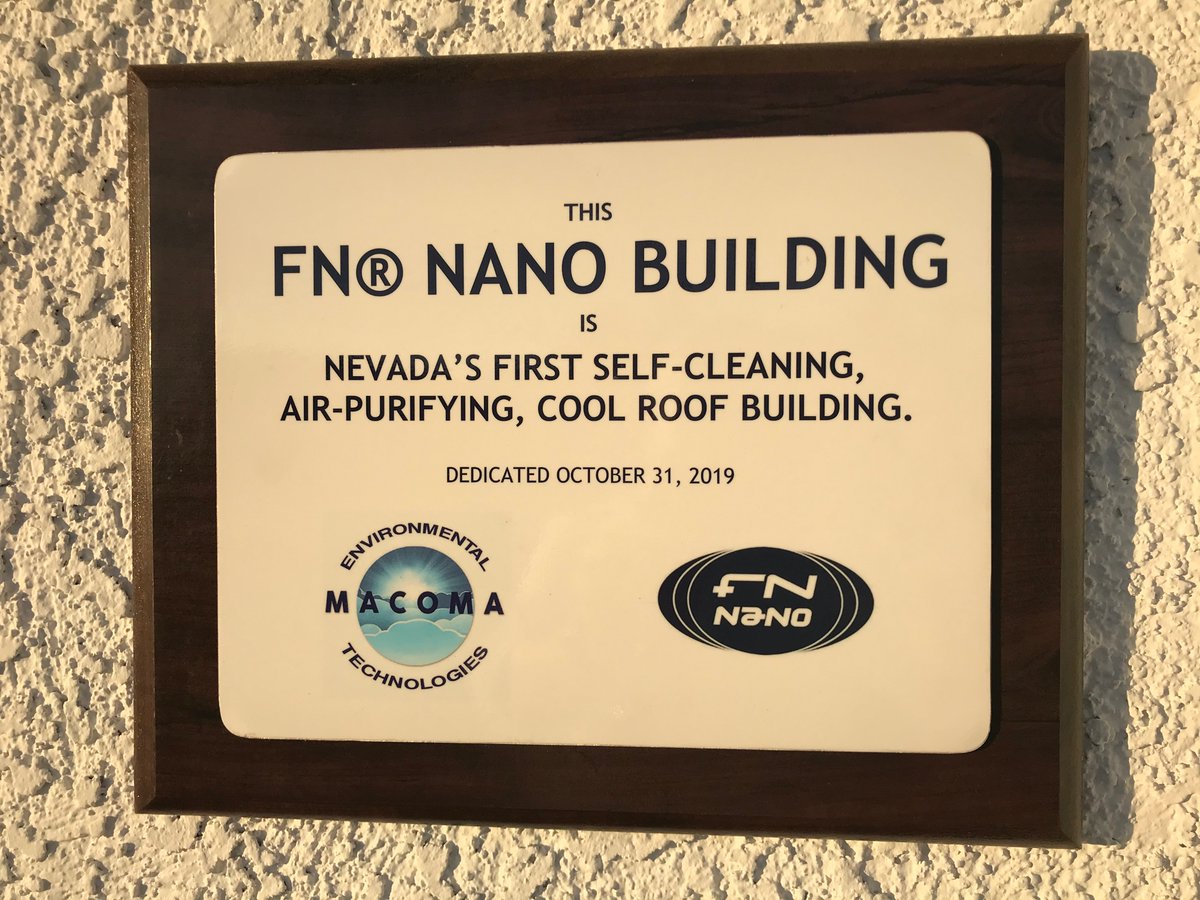 THIS
FN® NANO BUILDING
IS
NEVADA'S FIRST SELF-CLEANING,
AIR-PURIFYING, COOL ROOF BUILDING.
DEDICATED OCTOBER 31, 2019
ENVIRONMENTAL
MACOMA
TECHNOLOGIES
FN
NANO